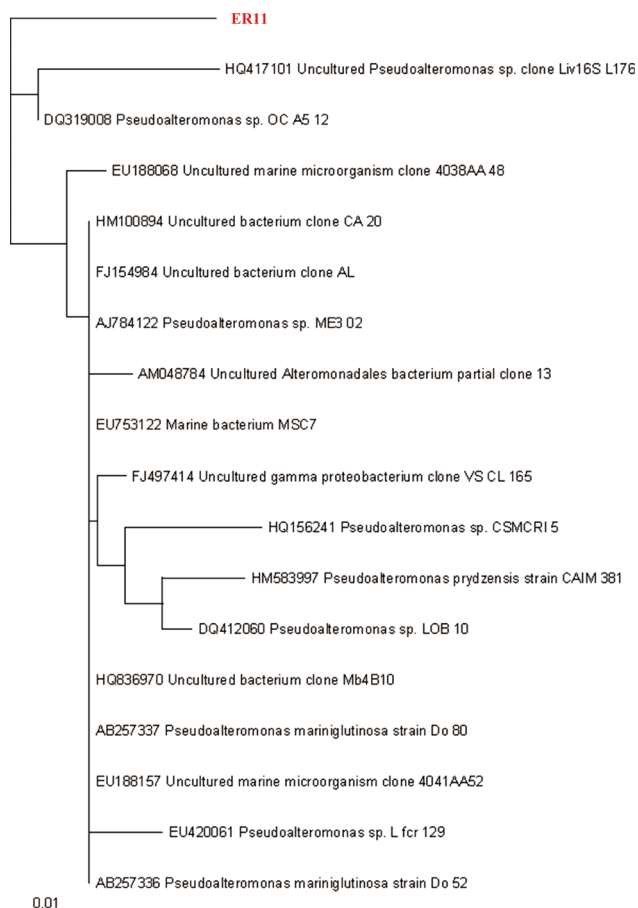 ER11
HQ417101 Uncultured Pseudoalteromonas sp. clone Liv16S L176
DQ319008 Pseudoalteromonas sp. OC A5 12
EU188068 Uncultured marine microorganism clone 4038AA 48
HM100894 Uncultured bacterium clone CA 20
FJ154984 Uncultured bacterium clone AL
AJ784122 Pseudoalteromonas sp. ME3 02
AM048784 Uncultured Alteromonadales bacterium partial clone 13
EU753122 Marine bacterium MSC7
FJ497414 Uncultured gamma proteobacterium clone VS CL 165
HQ156241 Pseudoalteromonas sp. CSMCRI 5
HM583997 Pseudoalteromonas prydzensis strain CAIM 381
DQ412060 Pseudoalteromonas sp. LOB 10
HQ836970 Uncultured bacterium clone Mb4B10
AB257337 Pseudoalteromonas mariniglutinosa strain Do 80
EU188157 Uncultured marine microorganism clone 4041AA52
EU420061 Pseudoalteromonas sp. L fcr 129
AB257336 Pseudoalteromonas mariniglutinosa strain Do 52
0.01